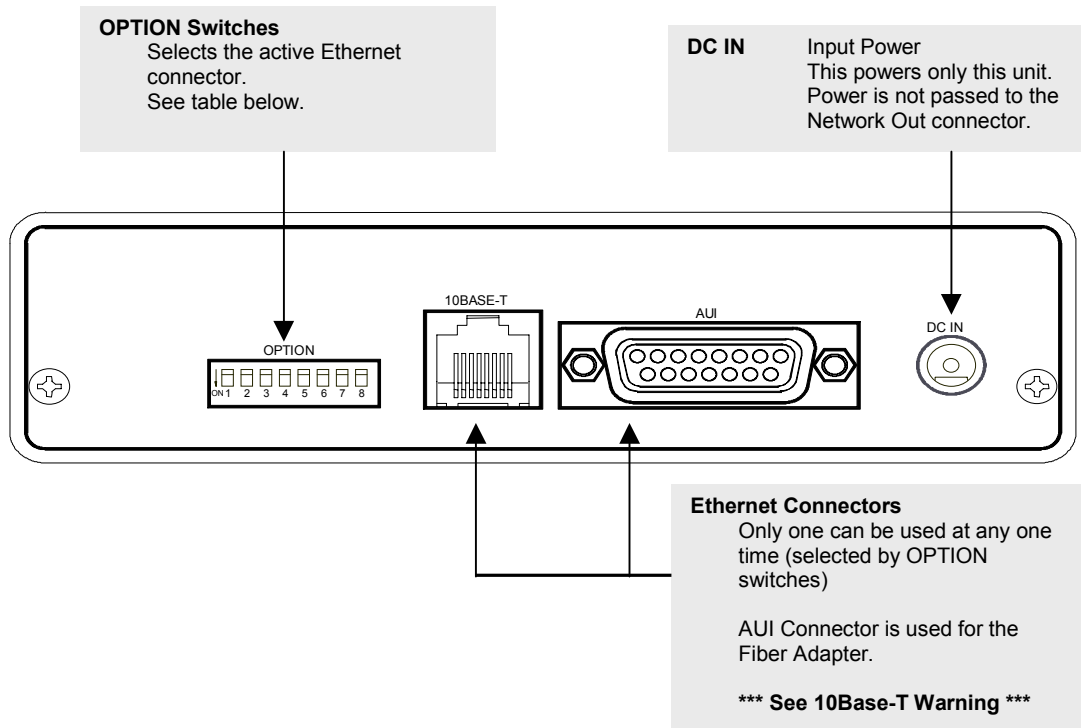 OPTION Switches
Selects the active Ethernet
connector.
See table below.
DC IN Input Power
This powers only this unit.
Power is not passed to the
Network Out connector.
10BASE-T
AUI
DC IN
OPTION
ON 1 2 3 4 5 6 7 8
Ethernet Connectors
Only one can be used at any one
time (selected by OPTION
switches)
AUI Connector is used for the
Fiber Adapter.
*** See 10Base-T Warning ***